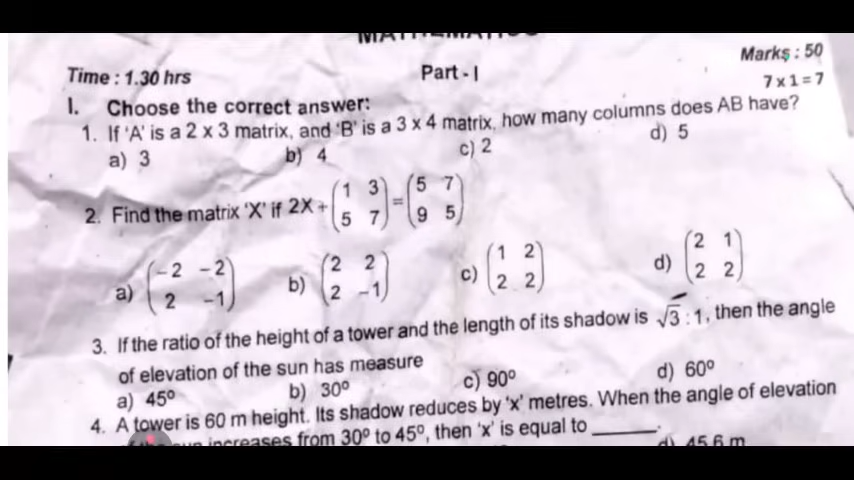 MATHEMATICS
Marks : 50
Time : 1.30 hrs Part - I 7 x 1 = 7
I. Choose the correct answer:
1. If 'A' is a 2 x 3 matrix, and 'B' is a 3 x 4 matrix, how many columns does AB have?
a) 3 b) 4 c) 2 d) 5
2. Find the matrix 'X' if 2X + (1 3 5 7) = (5 7 9 5)
a) (-2 -2 2 -1) b) (2 2 2 -1) c) (1 2 2 2) d) (2 1 2 2)
3. If the ratio of the height of a tower and the length of its shadow is √3 : 1, then the angle
of elevation of the sun has measure
a) 45° b) 30° c) 90° d) 60°
4. A tower is 60 m height. Its shadow reduces by 'x' metres. When the angle of elevation
increases from 30° to 45°, then 'x' is equal to ______.
d) 45.6 m